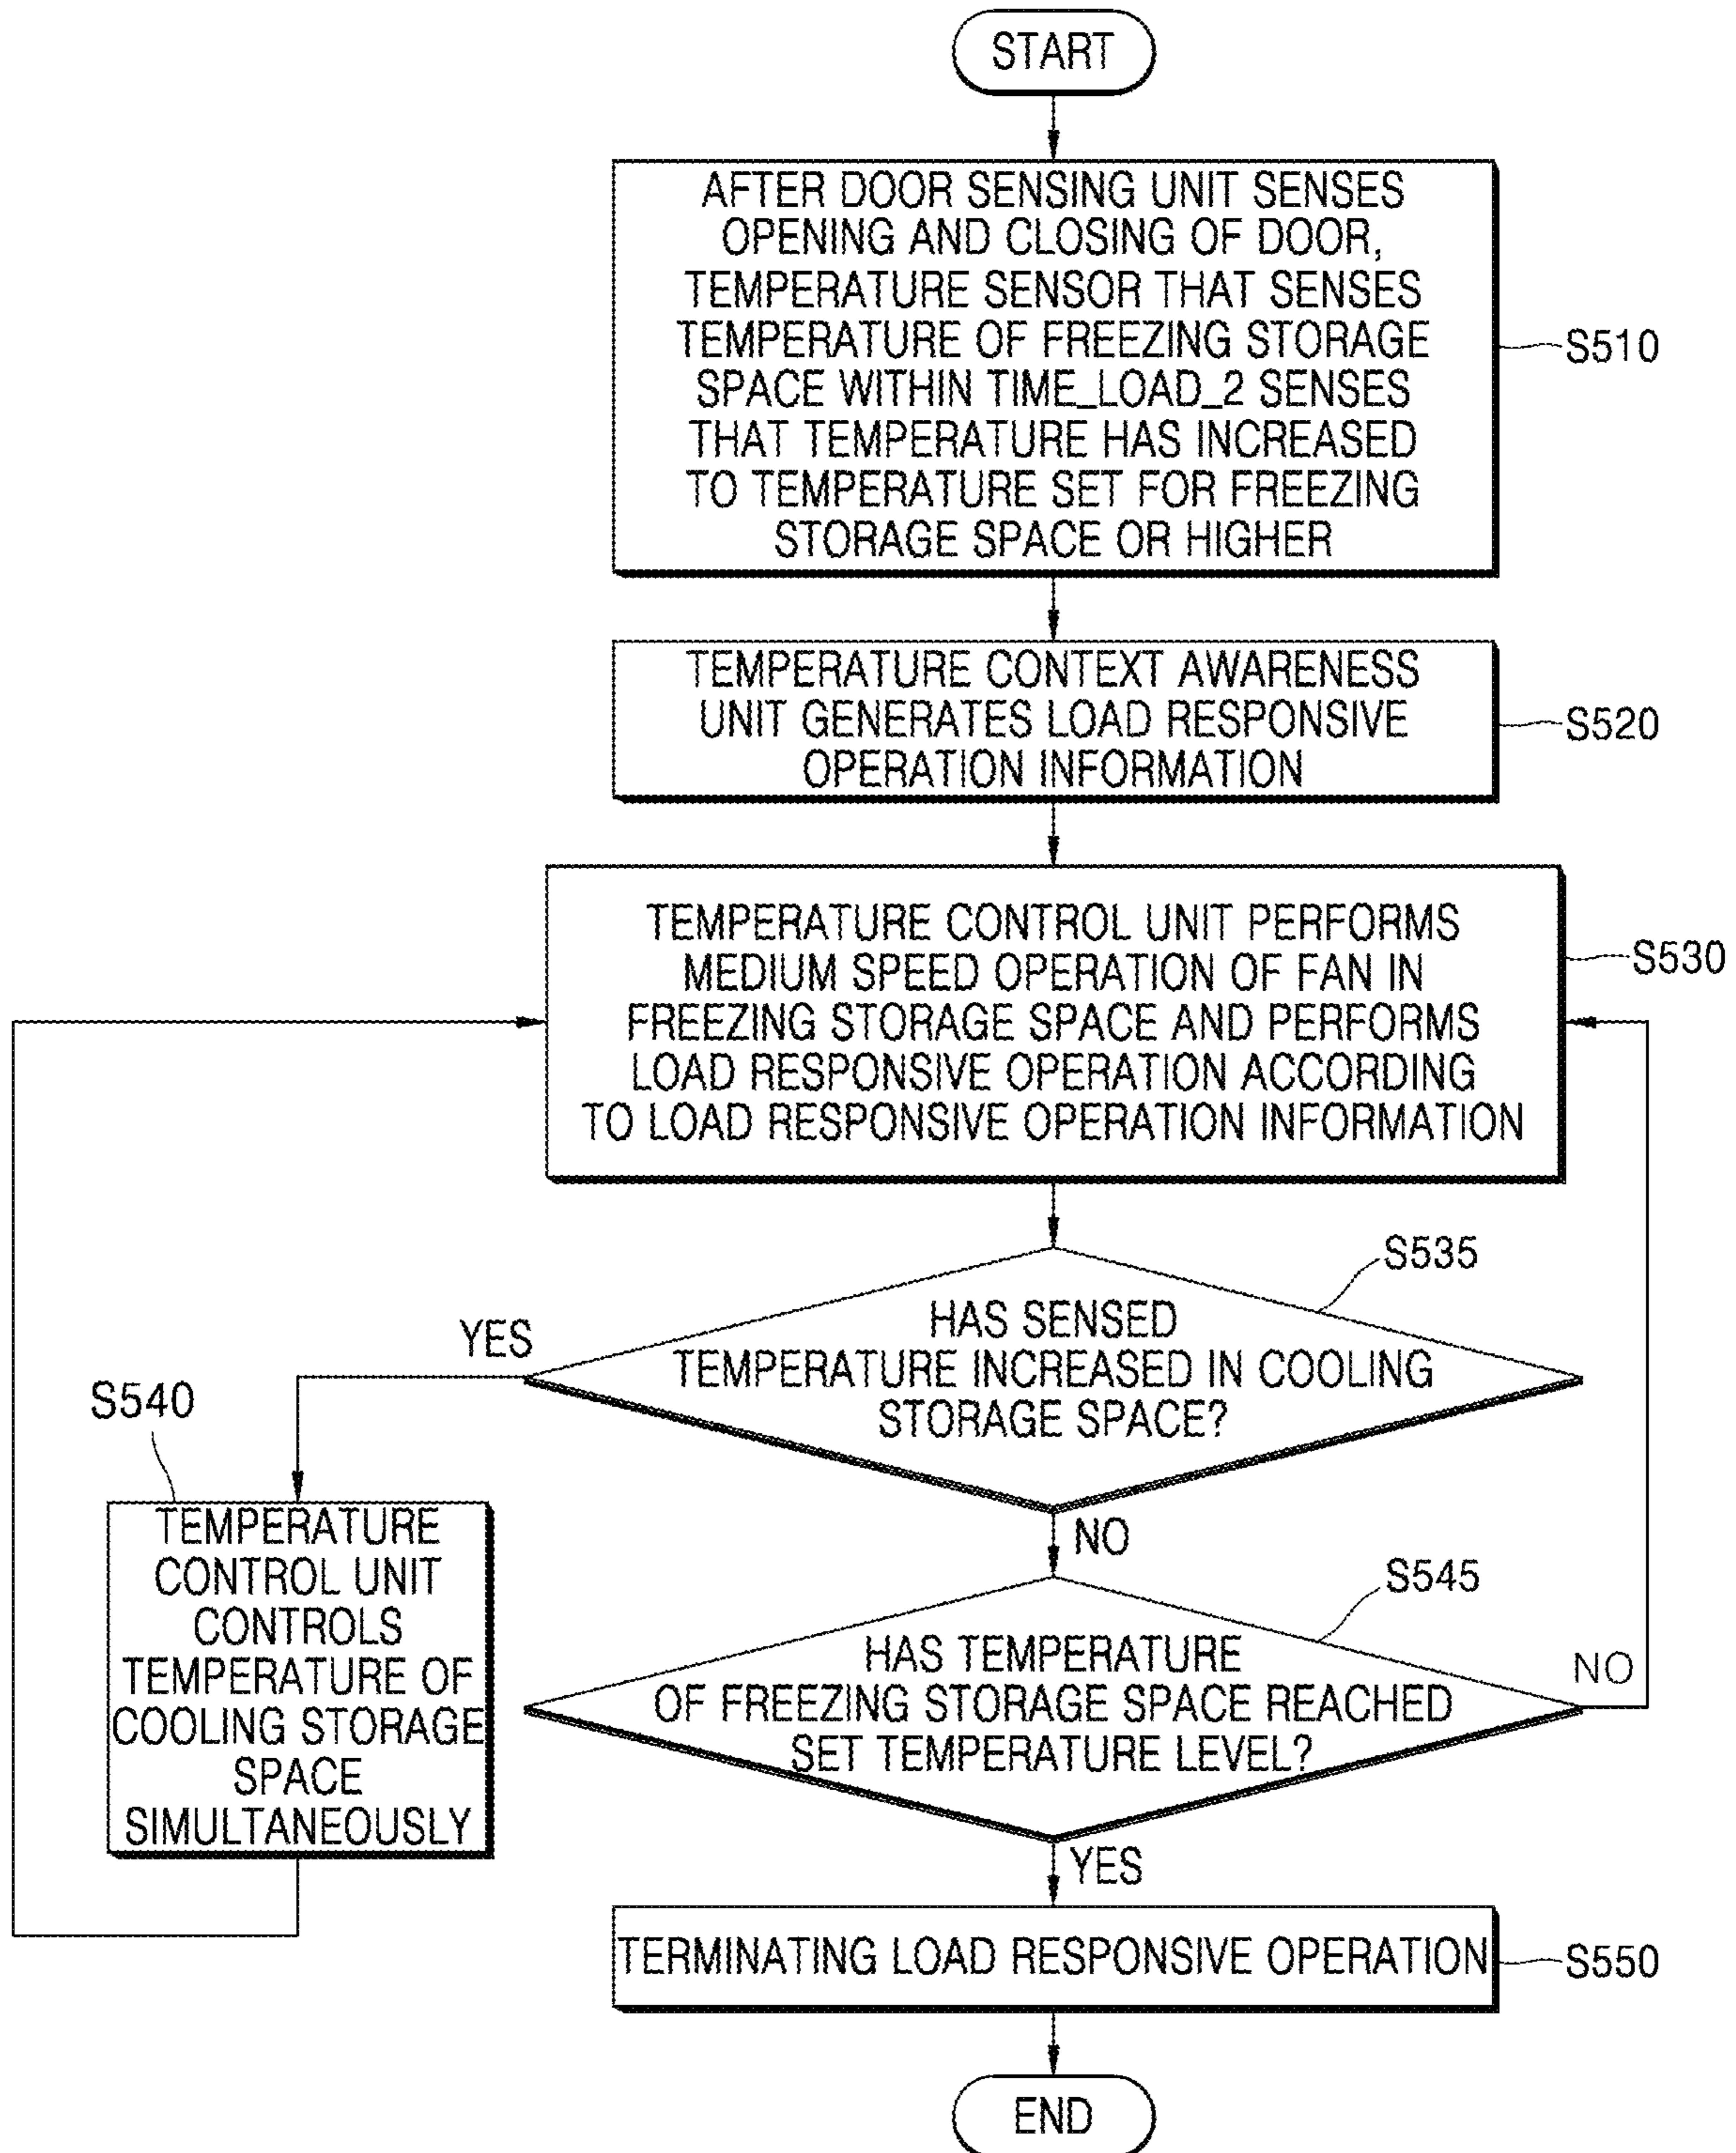 START
AFTER DOOR SENSING UNIT SENSES
OPENING AND CLOSING OF DOOR,
TEMPERATURE SENSOR THAT SENSES
TEMPERATURE OF FREEZING STORAGE
SPACE WITHIN TIME_LOAD_2 SENSES
THAT TEMPERATURE HAS INCREASED
TO TEMPERATURE SET FOR FREEZING
STORAGE SPACE OR HIGHER
S510
TEMPERATURE CONTEXT AWARENESS
UNIT GENERATES LOAD RESPONSIVE
OPERATION INFORMATION
S520
TEMPERATURE CONTROL UNIT PERFORMS
MEDIUM SPEED OPERATION OF FAN IN
FREEZING STORAGE SPACE AND PERFORMS
LOAD RESPONSIVE OPERATION ACCORDING
TO LOAD RESPONSIVE OPERATION INFORMATION
S530
S535
HAS SENSED
TEMPERATURE INCREASED IN COOLING
STORAGE SPACE?
YES
NO
S540
TEMPERATURE
CONTROL UNIT
CONTROLS
TEMPERATURE OF
COOLING STORAGE
SPACE
SIMULTANEOUSLY
S545
HAS TEMPERATURE
OF FREEZING STORAGE SPACE REACHED
SET TEMPERATURE LEVEL?
NO
YES
TERMINATING LOAD RESPONSIVE OPERATION
S550
END